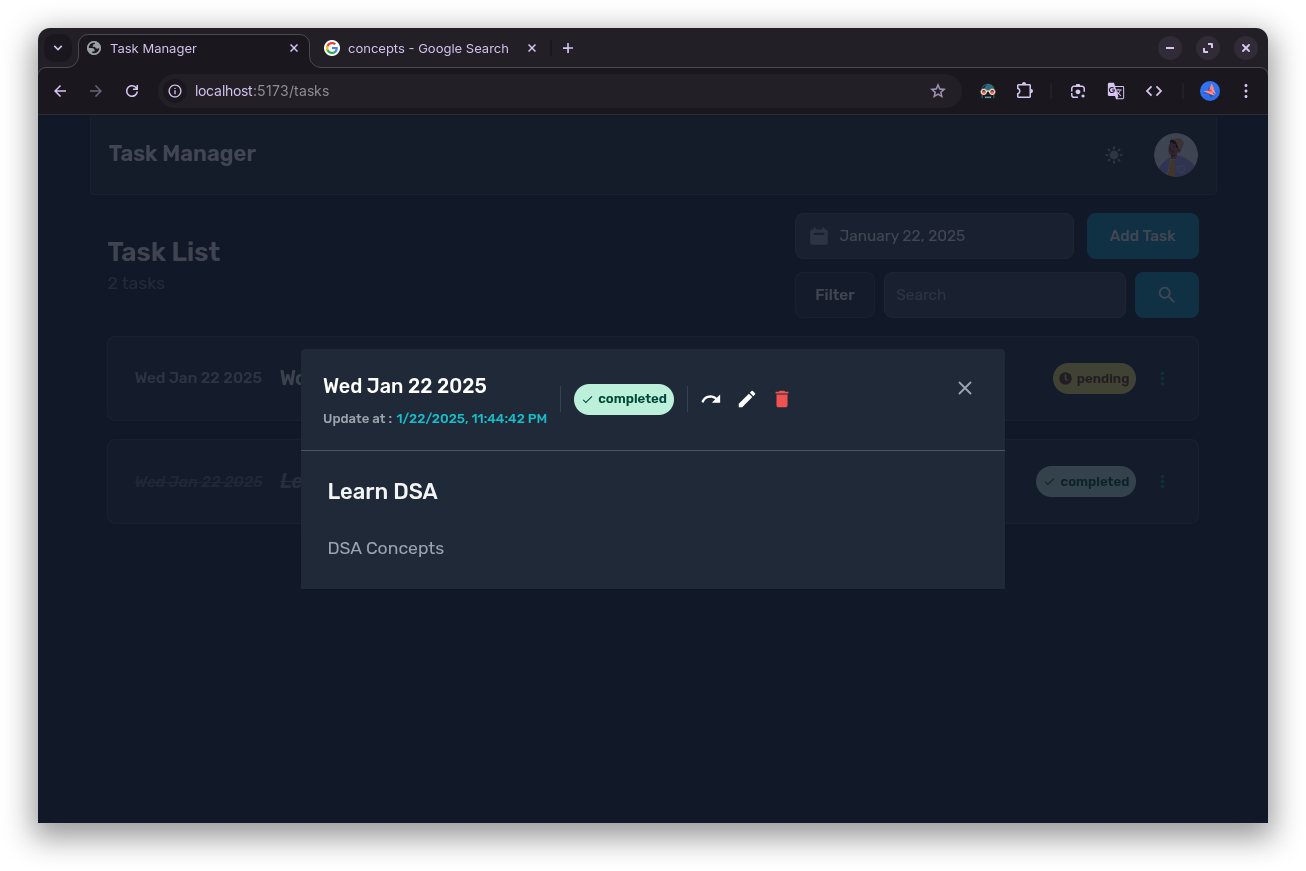 Task Manager
concepts - Google Search
localhost:5173/tasks
Task Manager
Task List
2 tasks
January 22, 2025
Add Task
Filter
Search
Wed Jan 22 2025
pending
Wed Jan 22 2025
Update at : 1/22/2025, 11:44:42 PM
completed
Wed Jan 22 2025
completed
Learn DSA
DSA Concepts